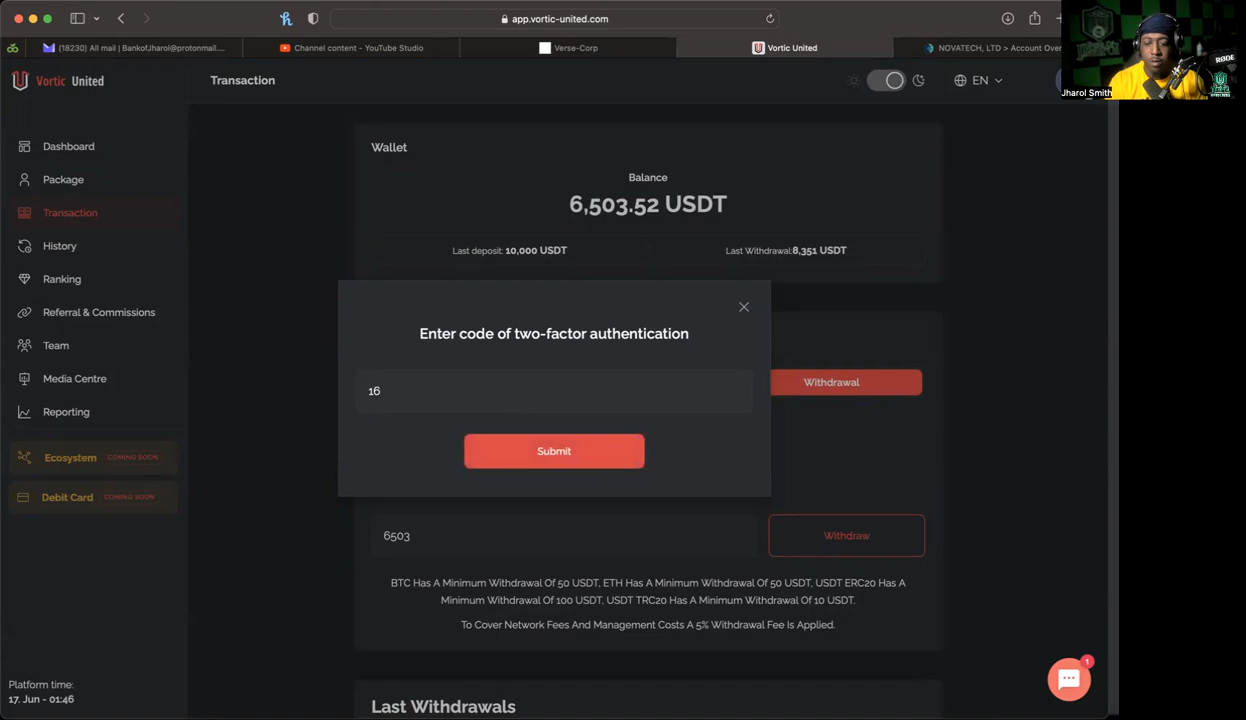 app.vortic-united.com
(18230) All mail | BankofJharol@protonmail....
Channel content - YouTube Studio
Verse-Corp
Vortic United
NOVATECH, LTD > Account Over
Vortic United
Transaction
EN
RØDE
Jharol Smith
Dashboard
Package
Transaction
History
Ranking
Referral & Commissions
Team
Media Centre
Reporting
Ecosystem COMING SOON
Debit Card COMING SOON
Platform time:
17. Jun - 01:46
Wallet
Balance
6,503.52 USDT
Last deposit: 10,000 USDT
Last Withdrawal:8,351 USDT
Enter code of two-factor authentication
16
Submit
Withdrawal
6503
Withdraw
BTC Has A Minimum Withdrawal Of 50 USDT, ETH Has A Minimum Withdrawal Of 50 USDT, USDT ERC20 Has A
Minimum Withdrawal Of 100 USDT, USDT TRC20 Has A Minimum Withdrawal Of 10 USDT.
To Cover Network Fees And Management Costs A 5% Withdrawal Fee Is Applied.
1
Last Withdrawals